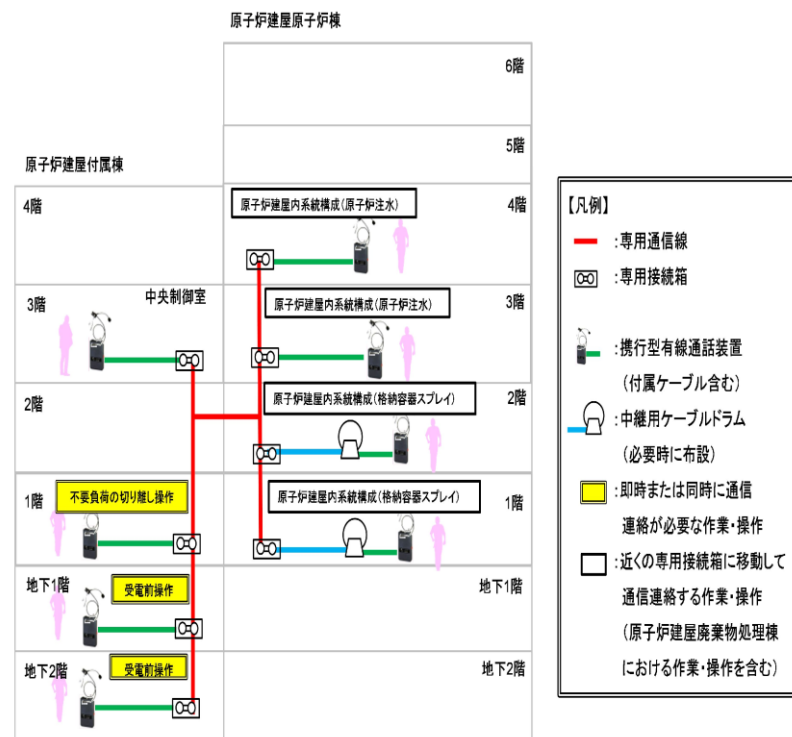 原子炉建屋原子炉棟
6階
5階
原子炉建屋付属棟
4階
原子炉建屋内系統構成(原子炉注水)
4階
3階
中央制御室
原子炉建屋内系統構成(原子炉注水)
3階
2階
原子炉建屋内系統構成(格納容器スプレイ)
2階
1階
不要負荷の切り離し操作
原子炉建屋内系統構成(格納容器スプレイ)
1階
地下1階
受電前操作
地下1階
地下2階
受電前操作
地下2階
【凡例】
:専用通信線
:専用接続箱
:携行型有線通話装置
(付属ケーブル含む)
:中継用ケーブルドラム
(必要時に布設)
:即時または同時に通信
連絡が必要な作業・操作
:近くの専用接続箱に移動して
通信連絡する作業・操作
(原子炉建屋廃棄物処理棟
における作業・操作を含む)